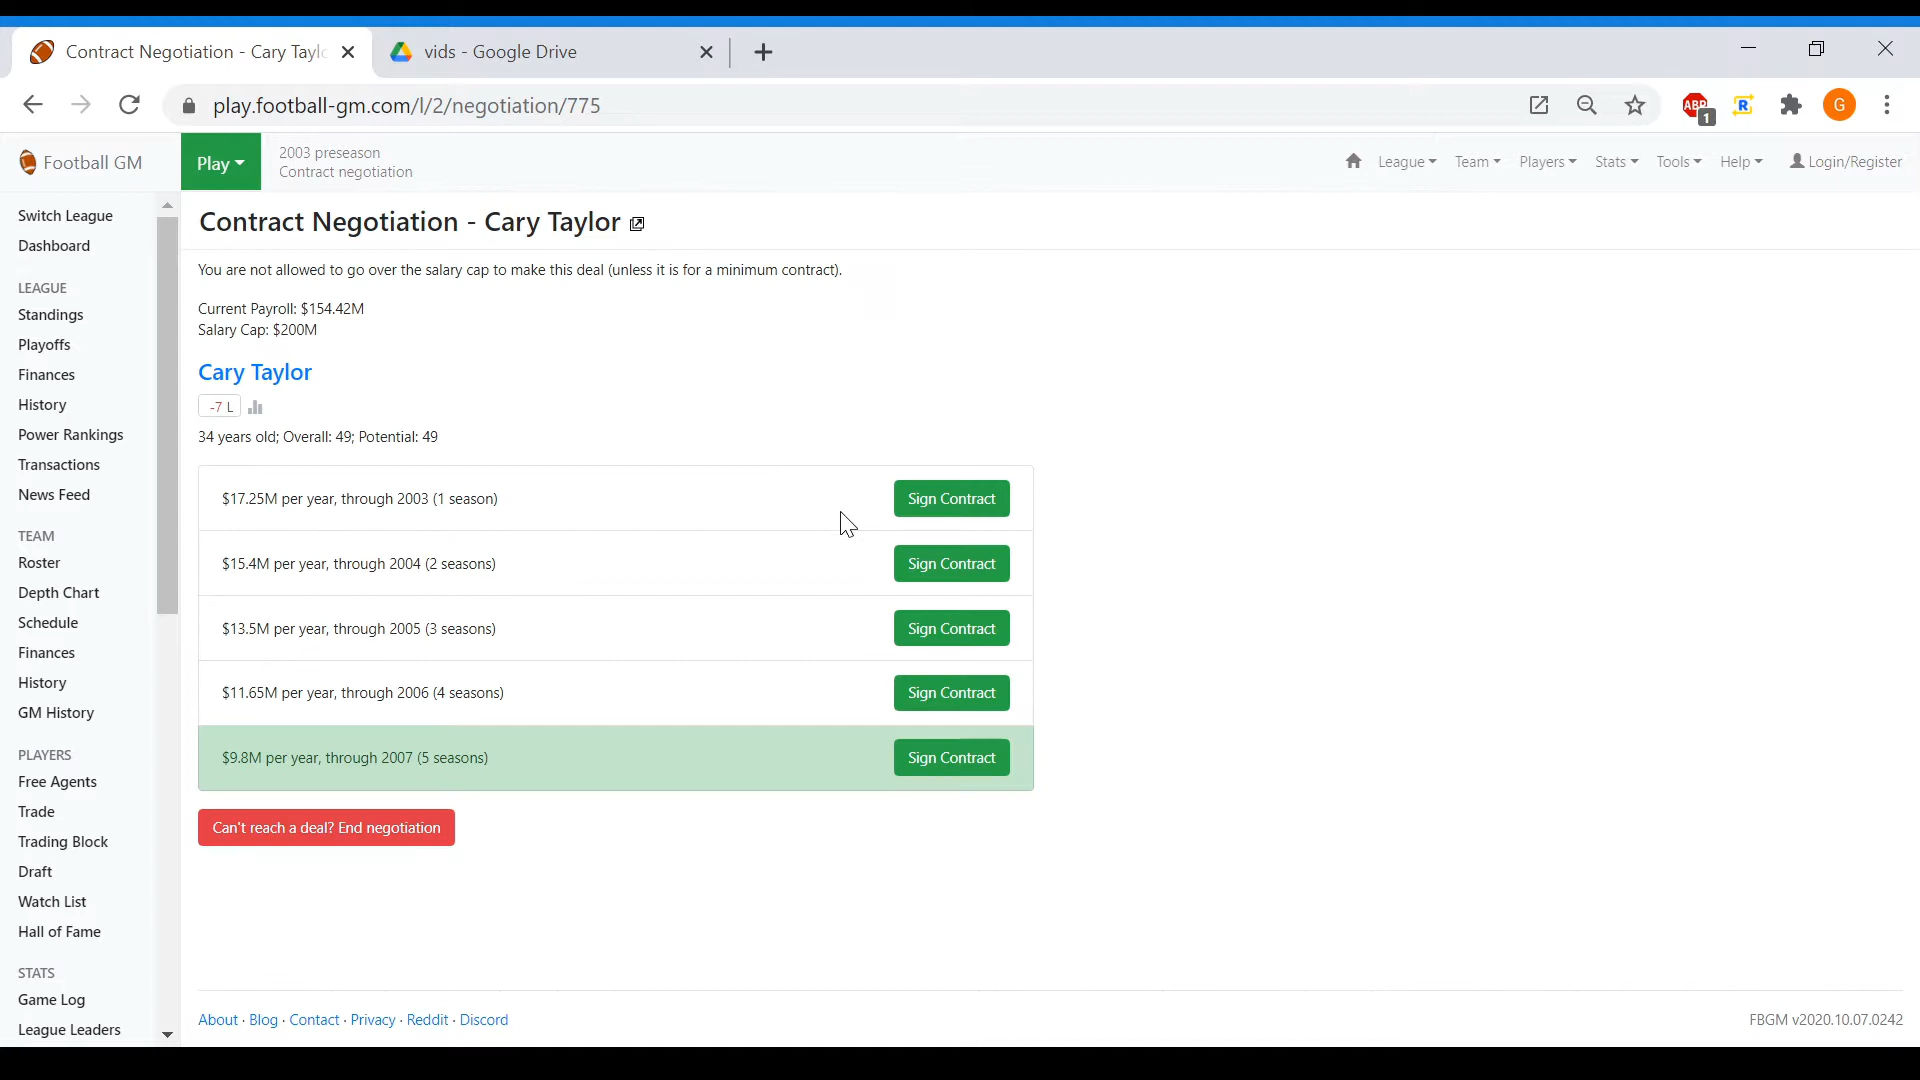 Contract Negotiation - Cary Taylo
vids - Google Drive
play.football-gm.com/l/2/negotiation/775
ABP
1
R
G
Football GM
Play
2003 preseason
Contract negotiation
League
Team
Players
Stats
Tools
Help
Login/Register
Switch League
Dashboard
LEAGUE
Standings
Playoffs
Finances
History
Power Rankings
Transactions
News Feed
TEAM
Roster
Depth Chart
Schedule
Finances
History
GM History
PLAYERS
Free Agents
Trade
Trading Block
Draft
Watch List
Hall of Fame
STATS
Game Log
League Leaders
Contract Negotiation - Cary Taylor
You are not allowed to go over the salary cap to make this deal (unless it is for a minimum contract).
Current Payroll: $154.42M
Salary Cap: $200M
Cary Taylor
-7 L
34 years old; Overall: 49; Potential: 49
$17.25M per year, through 2003 (1 season)
Sign Contract
$15.4M per year, through 2004 (2 seasons)
Sign Contract
$13.5M per year, through 2005 (3 seasons)
Sign Contract
$11.65M per year, through 2006 (4 seasons)
Sign Contract
$9.8M per year, through 2007 (5 seasons)
Sign Contract
Can't reach a deal? End negotiation
About · Blog · Contact · Privacy · Reddit · Discord
FBGM v2020.10.07.0242